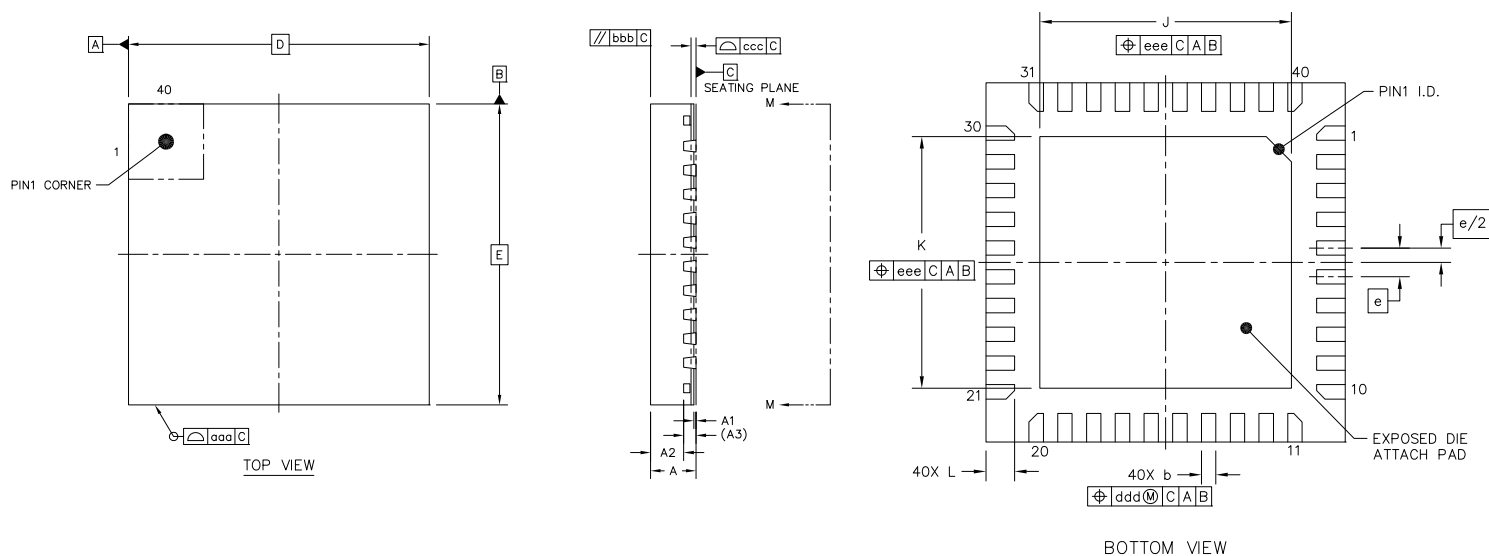 A
D
B
40
1
PIN1 CORNER
E
aaa C
TOP VIEW
// bbb C
ccc C
C
SEATING PLANE
M
M
A1
(A3)
A2
A
J
⌖ eee C A B
31
40
PIN1 I.D.
30
1
K
⌖ eee C A B
e/2
e
21
10
EXPOSED DIE
ATTACH PAD
20
11
40X L
40X b
⌖ ddd Ⓜ C A B
BOTTOM VIEW